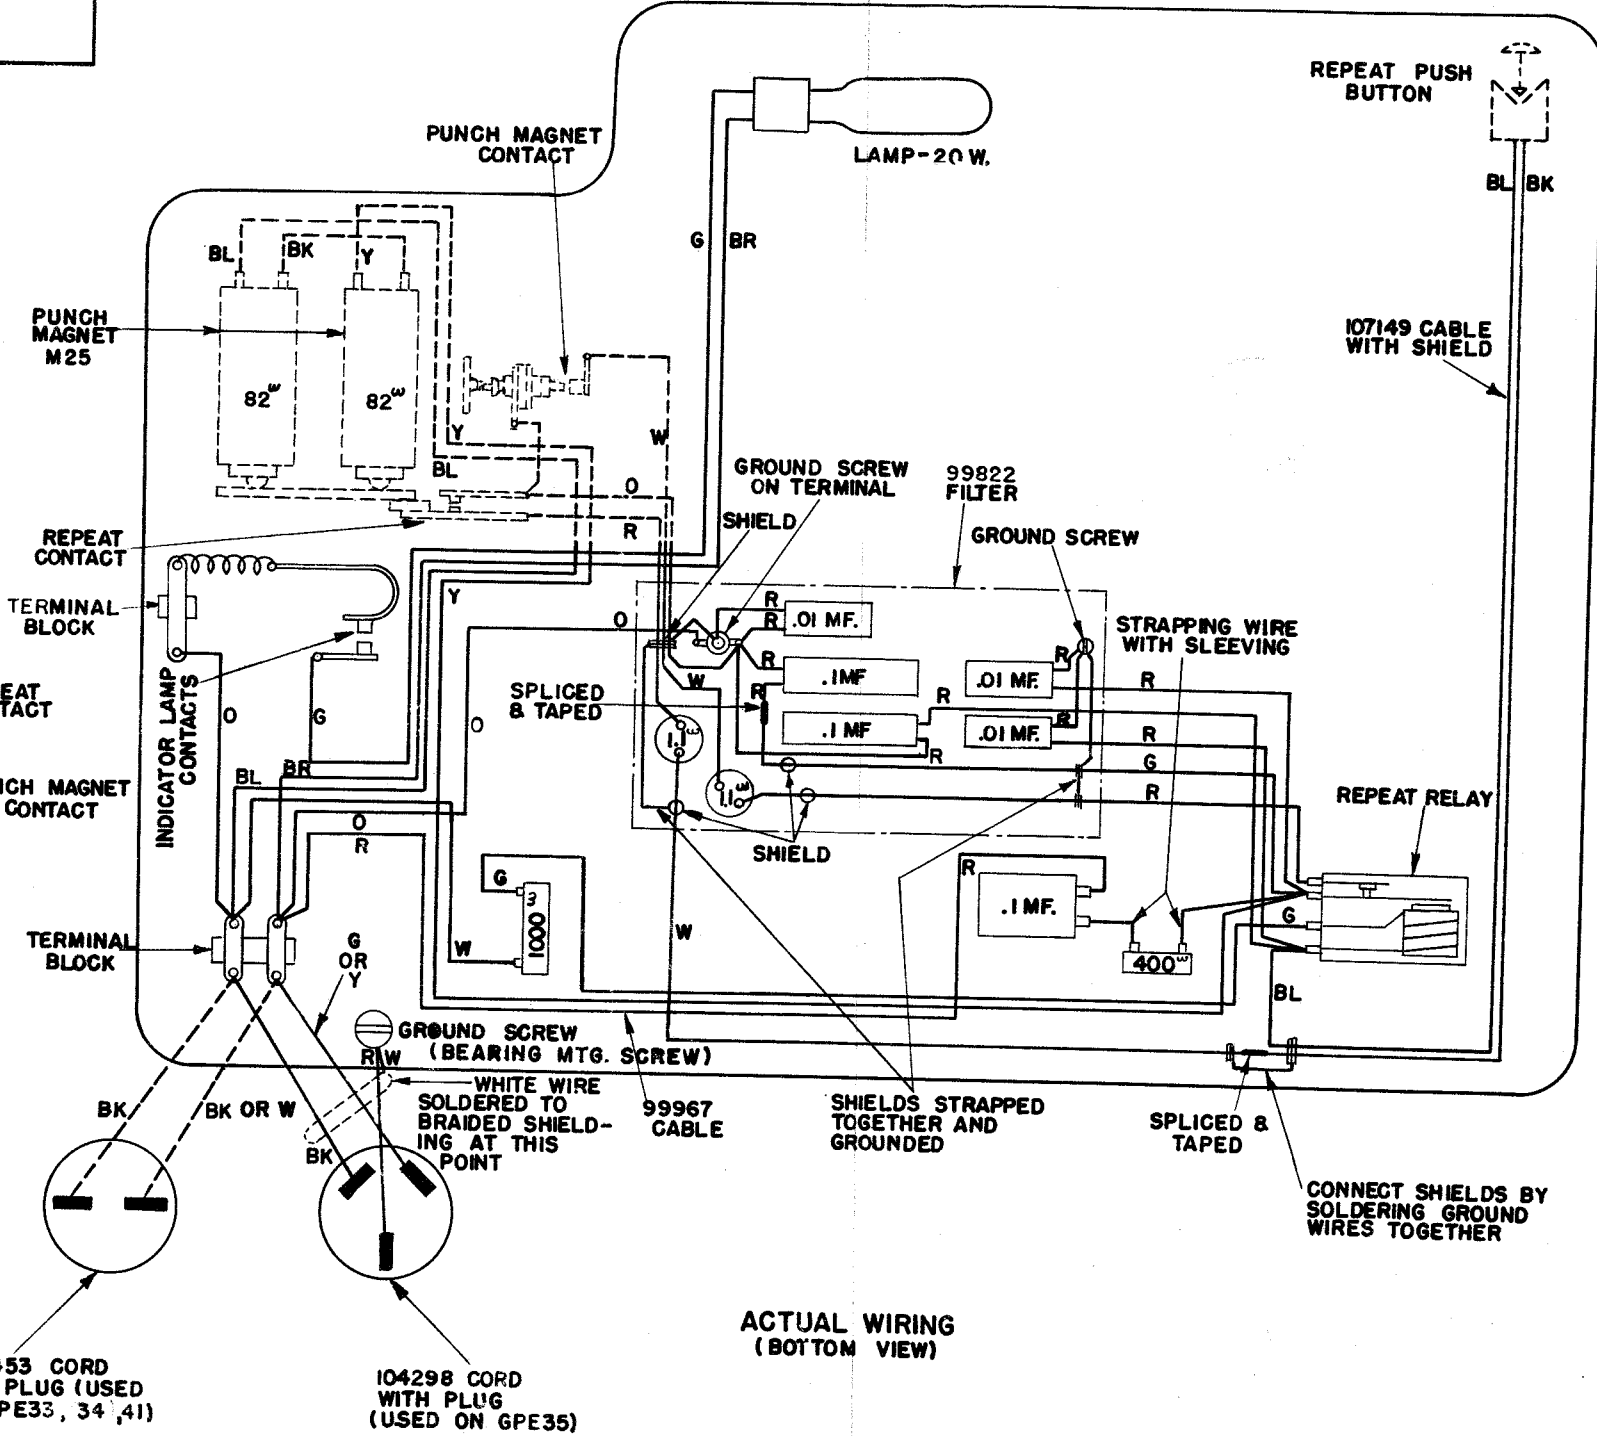 REPEAT PUSH
BUTTON
PUNCH MAGNET
CONTACT
LAMP-20 W.
BL
BK
G
BR
BL
BK
Y
PUNCH
MAGNET
M25
82ω
82ω
107149 CABLE
WITH SHIELD
Y
W
BL
O
R
GROUND SCREW
ON TERMINAL
99822
FILTER
SHIELD
GROUND SCREW
REPEAT
CONTACT
TERMINAL
BLOCK
Y
O
R
R
.01 MF.
STRAPPING WIRE
WITH SLEEVING
R
.1MF
R
.01 MF.
R
W
R
SPLICED
& TAPED
R
EAT
TACT
INDICATOR LAMP
CONTACTS
O
G
O
1.1ω
.1 MF
R
R
.01 MF.
R
G
BL
BR
1.1ω
R
NCH MAGNET
CONTACT
REPEAT RELAY
O
R
SHIELD
G
1000ω
R
.1MF.
G
W
W
TERMINAL
BLOCK
G
OR
Y
400ω
BL
GROUND SCREW
(BEARING MTG. SCREW)
R
W
WHITE WIRE
SOLDERED TO
BRAIDED SHIELD-
ING AT THIS
POINT
BK
BK OR W
BK
99967
CABLE
SHIELDS STRAPPED
TOGETHER AND
GROUNDED
SPLICED &
TAPED
CONNECT SHIELDS BY
SOLDERING GROUND
WIRES TOGETHER
ACTUAL WIRING
(BOTTOM VIEW)
453 CORD
PLUG (USED
PE33, 34 ,41)
104298 CORD
WITH PLUG
(USED ON GPE35)